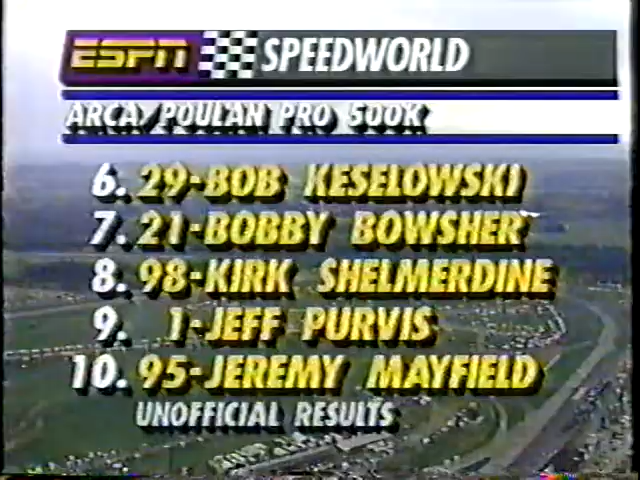 ESPN SPEEDWORLD
ARCA/POULAN PRO 500K
6. 29-BOB KESELOWSKI
7. 21-BOBBY BOWSHER
8. 98-KIRK SHELMERDINE
9. 1-JEFF PURVIS
10. 95-JEREMY MAYFIELD
UNOFFICIAL RESULTS